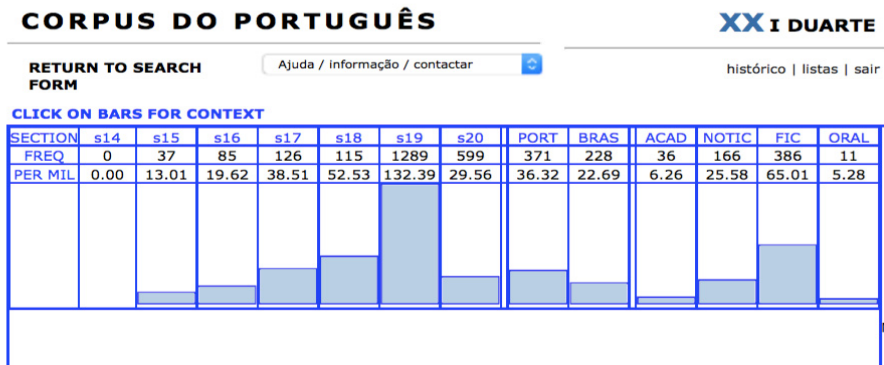 CORPUS DO PORTUGUÊS
XX I DUARTE
RETURN TO SEARCH FORM
Ajuda / informação / contactar
histórico | listas | sair
CLICK ON BARS FOR CONTEXT
SECTION s14 s15 s16 s17 s18 s19 s20 PORT BRAS ACAD NOTIC FIC ORAL
FREQ 0 37 85 126 115 1289 599 371 228 36 166 386 11
PER MIL 0.00 13.01 19.62 38.51 52.53 132.39 29.56 36.32 22.69 6.26 25.58 65.01 5.28